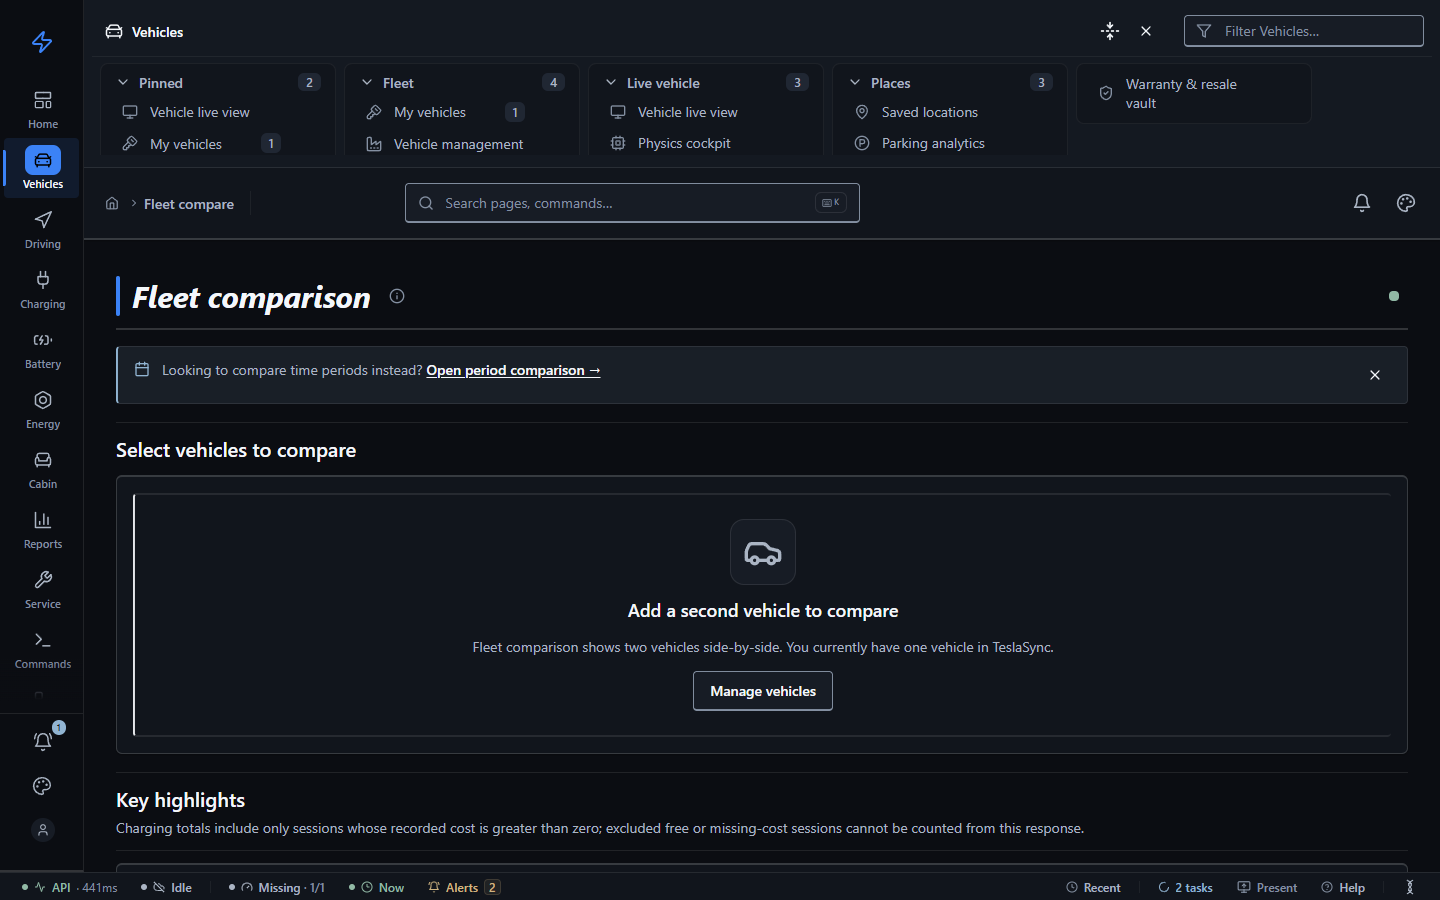 Vehicles
Filter Vehicles...
Pinned 2
Vehicle live view
My vehicles 1
Fleet 4
My vehicles 1
Vehicle management
Live vehicle 3
Vehicle live view
Physics cockpit
Places 3
Saved locations
Parking analytics
Warranty & resale
vault
Home
Vehicles
Driving
Charging
Battery
Energy
Cabin
Reports
Service
Commands
1
Fleet compare
Search pages, commands...
K
Fleet comparison
Looking to compare time periods instead? Open period comparison →
Select vehicles to compare
Add a second vehicle to compare
Fleet comparison shows two vehicles side-by-side. You currently have one vehicle in TeslaSync.
Manage vehicles
Key highlights
Charging totals include only sessions whose recorded cost is greater than zero; excluded free or missing-cost sessions cannot be counted from this response.
API · 441ms
Idle
Missing · 1/1
Now
Alerts 2
Recent
2 tasks
Present
Help